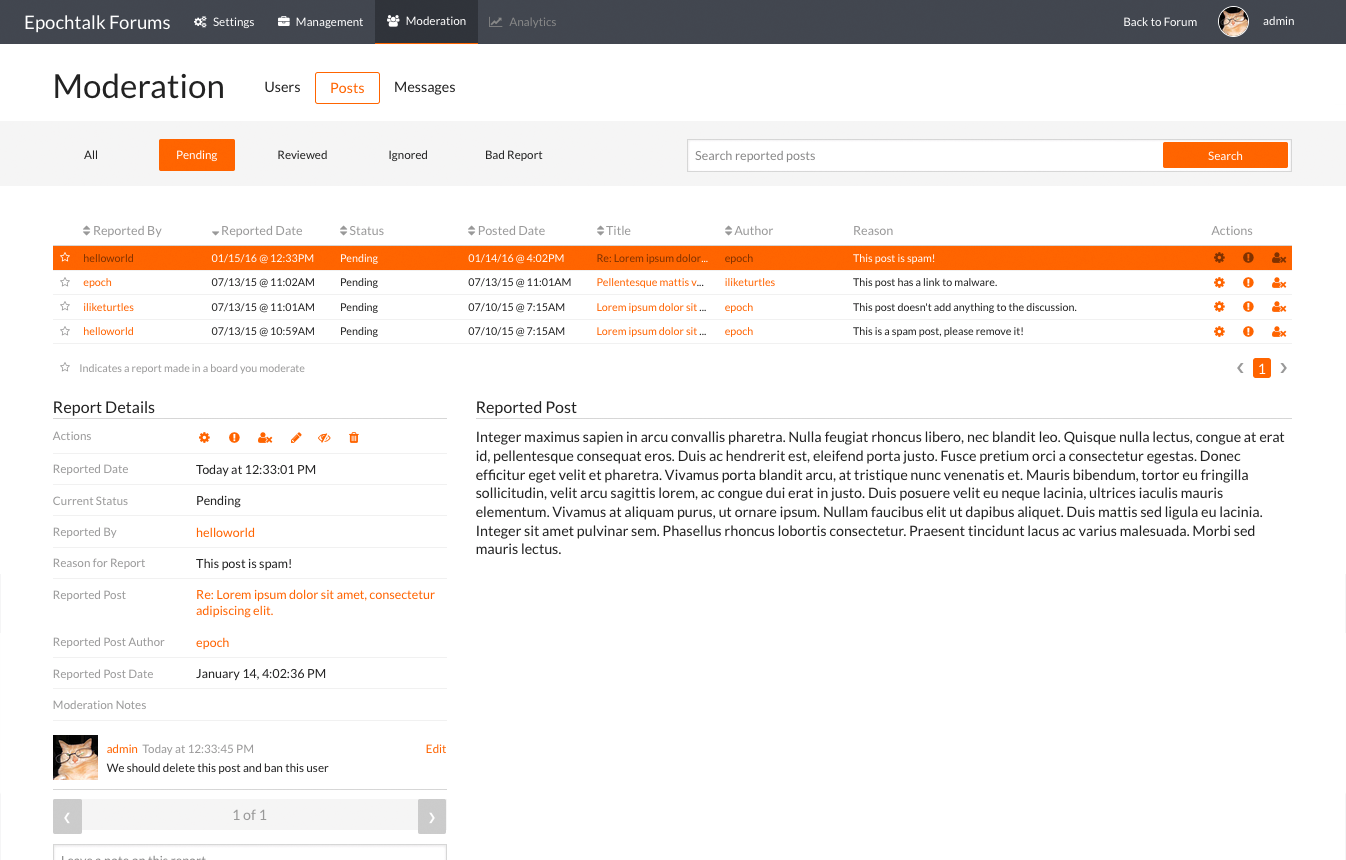 Epochtalk Forums Settings Management Moderation Analytics Back to Forum admin
Moderation Users Posts Messages
All Pending Reviewed Ignored Bad Report Search reported posts Search
Reported By Reported Date Status Posted Date Title Author Reason Actions
helloworld 01/15/16 @ 12:33PM Pending 01/14/16 @ 4:02PM Re: Lorem ipsum dolor... epoch This post is spam!
epoch 07/13/15 @ 11:02AM Pending 07/13/15 @ 11:01AM Pellentesque mattis v... iliketurtles This post has a link to malware.
iliketurtles 07/13/15 @ 11:01AM Pending 07/10/15 @ 7:15AM Lorem ipsum dolor sit ... epoch This post doesn't add anything to the discussion.
helloworld 07/13/15 @ 10:59AM Pending 07/10/15 @ 7:15AM Lorem ipsum dolor sit ... epoch This is a spam post, please remove it!
Indicates a report made in a board you moderate ❮ 1 ❯
Report Details
Actions
Reported Date Today at 12:33:01 PM
Current Status Pending
Reported By helloworld
Reason for Report This post is spam!
Reported Post Re: Lorem ipsum dolor sit amet, consectetur
adipiscing elit.
Reported Post Author epoch
Reported Post Date January 14, 4:02:36 PM
Moderation Notes
admin Today at 12:33:45 PM Edit
We should delete this post and ban this user
❮ 1 of 1 ❯
Leave a note on this report
Reported Post
Integer maximus sapien in arcu convallis pharetra. Nulla feugiat rhoncus libero, nec blandit leo. Quisque nulla lectus, congue at erat
id, pellentesque consequat eros. Duis ac hendrerit est, eleifend porta justo. Fusce pretium orci a consectetur egestas. Donec
efficitur eget velit et pharetra. Vivamus porta blandit arcu, at tristique nunc venenatis et. Mauris bibendum, tortor eu fringilla
sollicitudin, velit arcu sagittis lorem, ac congue dui erat in justo. Duis posuere velit eu neque lacinia, ultrices iaculis mauris
elementum. Vivamus at aliquam purus, ut ornare ipsum. Nullam faucibus elit ut dapibus aliquet. Duis mattis sed ligula eu lacinia.
Integer sit amet pulvinar sem. Phasellus rhoncus lobortis consectetur. Praesent tincidunt lacus ac varius malesuada. Morbi sed
mauris lectus.